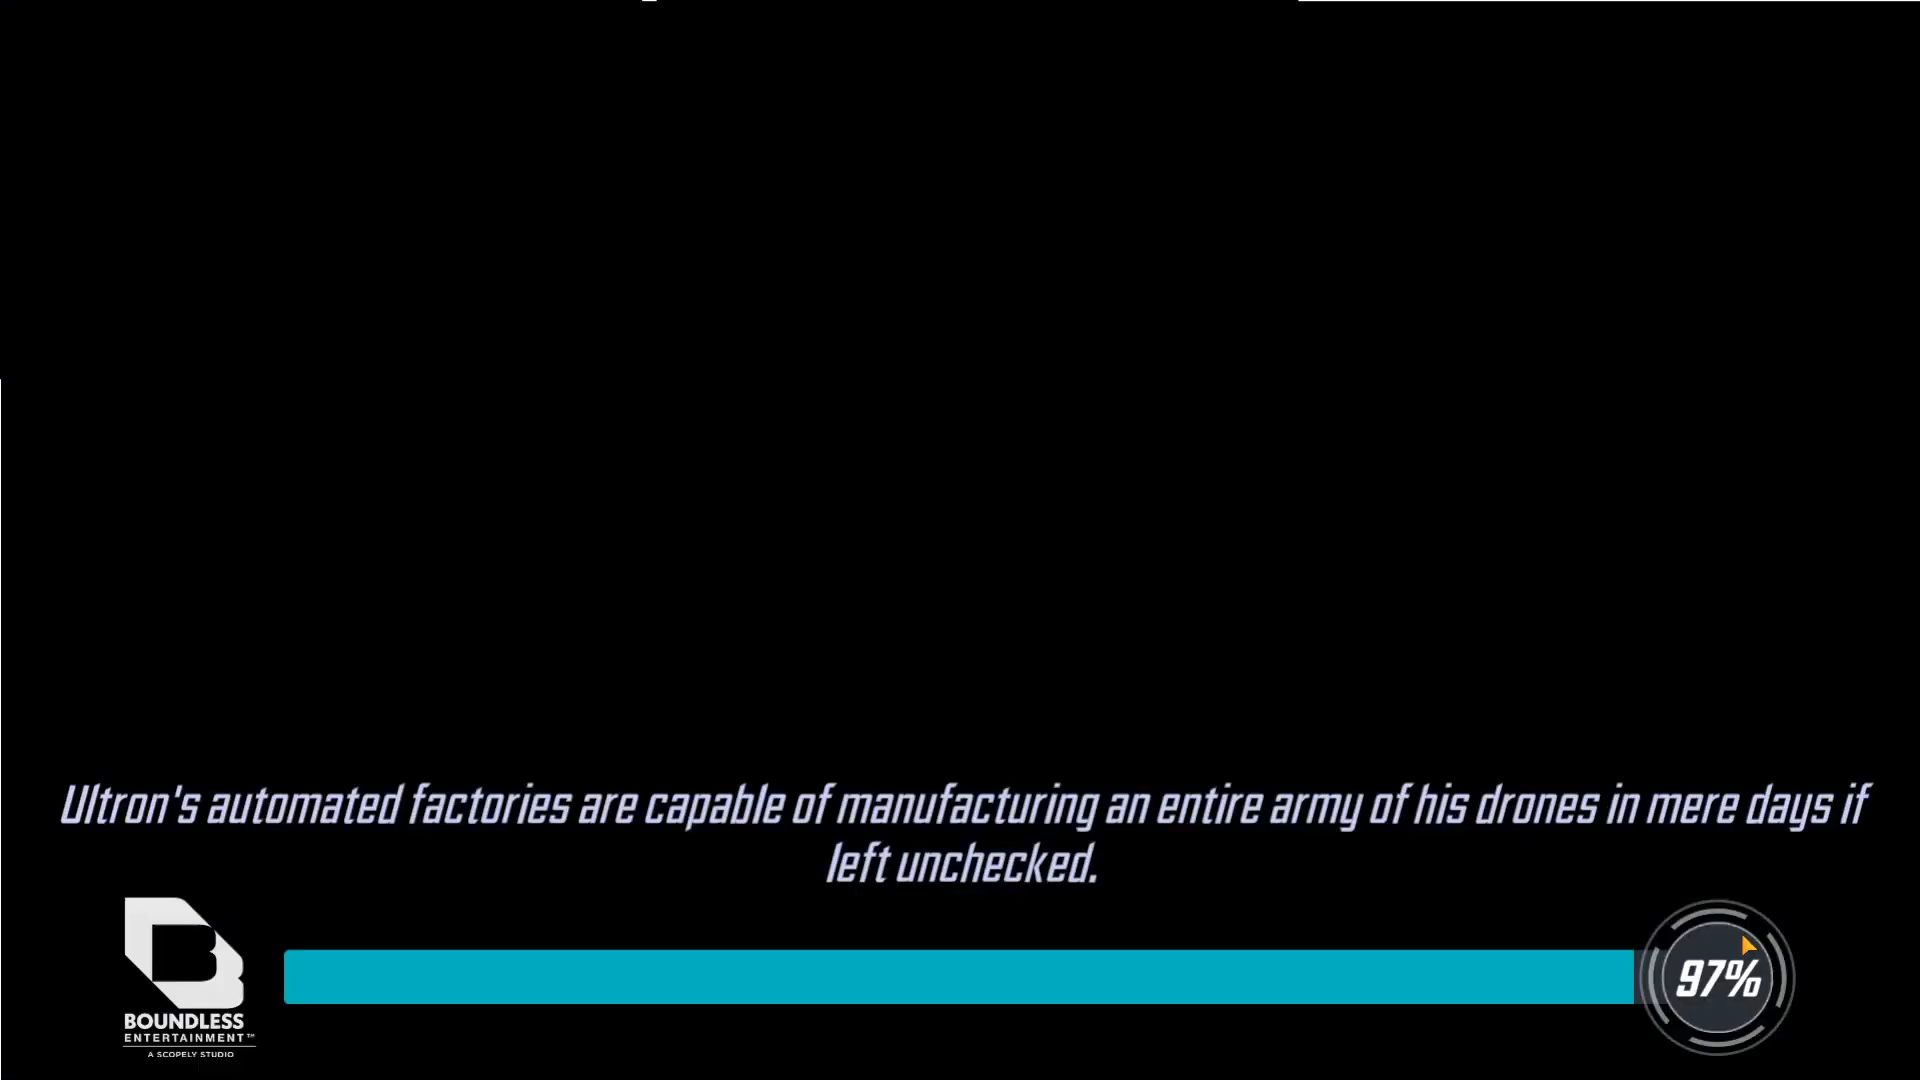 Ultron's automated factories are capable of manufacturing an entire army of his drones in mere days if
left unchecked.
97%
BOUNDLESS
ENTERTAINMENT™
A SCOPELY STUDIO